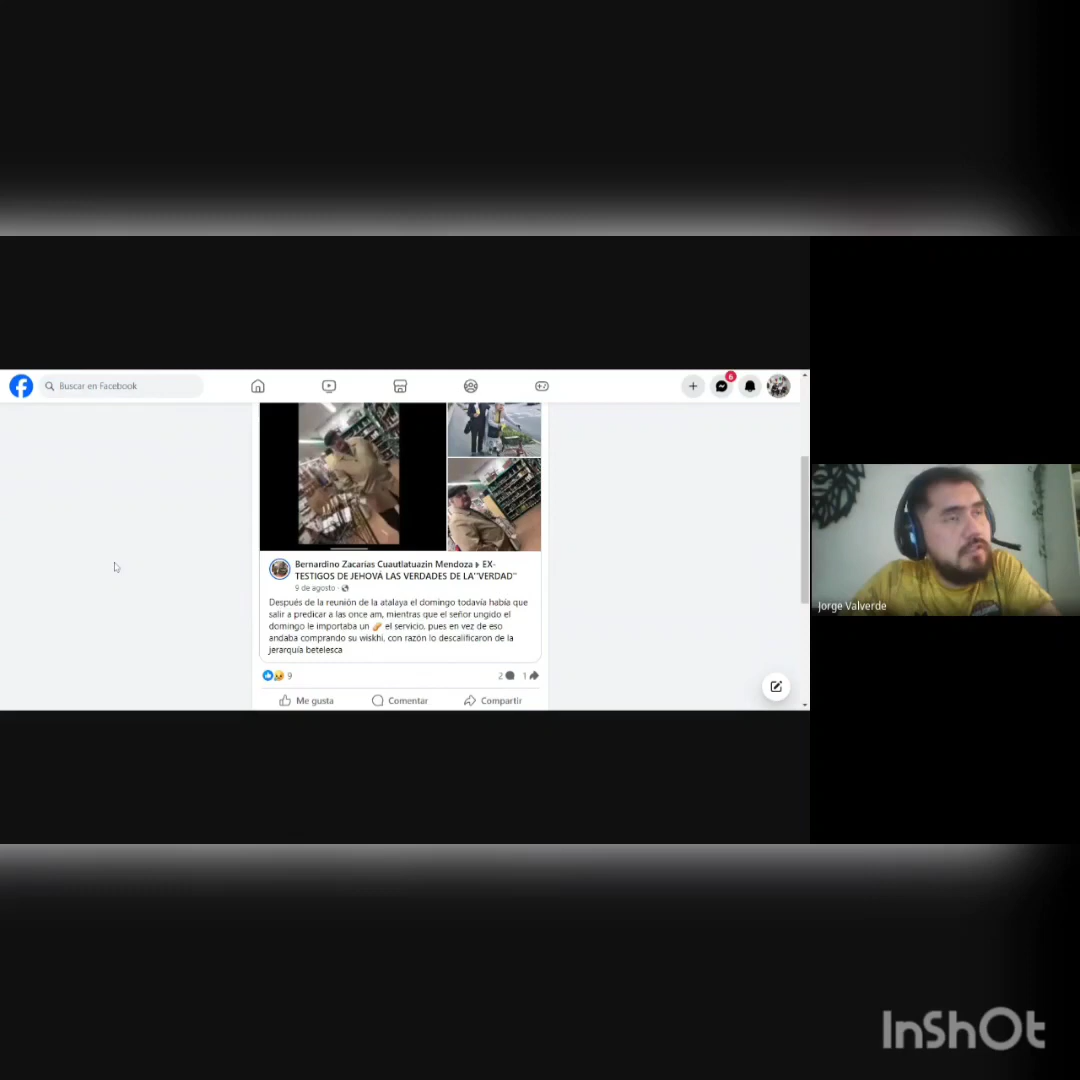 Buscar en Facebook
6
Bernardino Zacarías Cuautlatuazin Mendoza ▸ EX-
TESTIGOS DE JEHOVÁ LAS VERDADES DE LA"VERDAD"
9 de agosto ·
Después de la reunión de la atalaya el domingo todavía había que
salir a predicar a las once am, mientras que el señor ungido el
domingo le importaba un 🥖 el servicio, pues en vez de eso
andaba comprando su wiskhi, con razón lo descalificaron de la
jerarquía betelesca
9
2 1
Me gusta Comentar Compartir
Jorge Valverde
InShOt